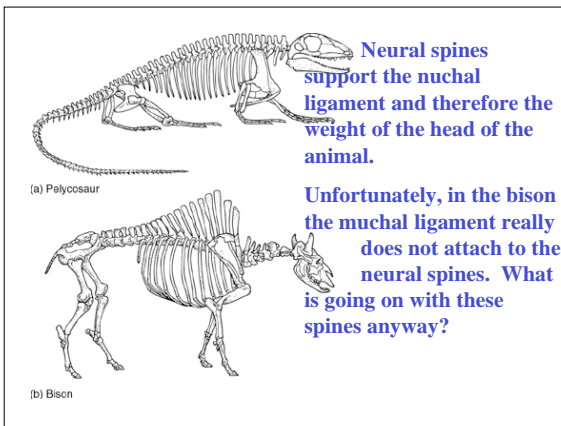 Neural spines
support the nuchal
ligament and therefore the
weight of the head of the
animal.
(a) Pelycosaur
Unfortunately, in the bison
the muchal ligament really
does not attach to the
neural spines.  What
is going on with these
spines anyway?
(b) Bison